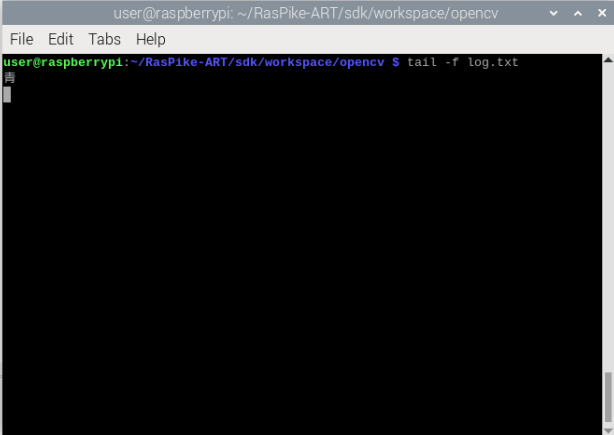 user@raspberrypi: ~/RasPike-ART/sdk/workspace/opencv
File Edit Tabs Help
user@raspberrypi:~/RasPike-ART/sdk/workspace/opencv $ tail -f log.txt
青